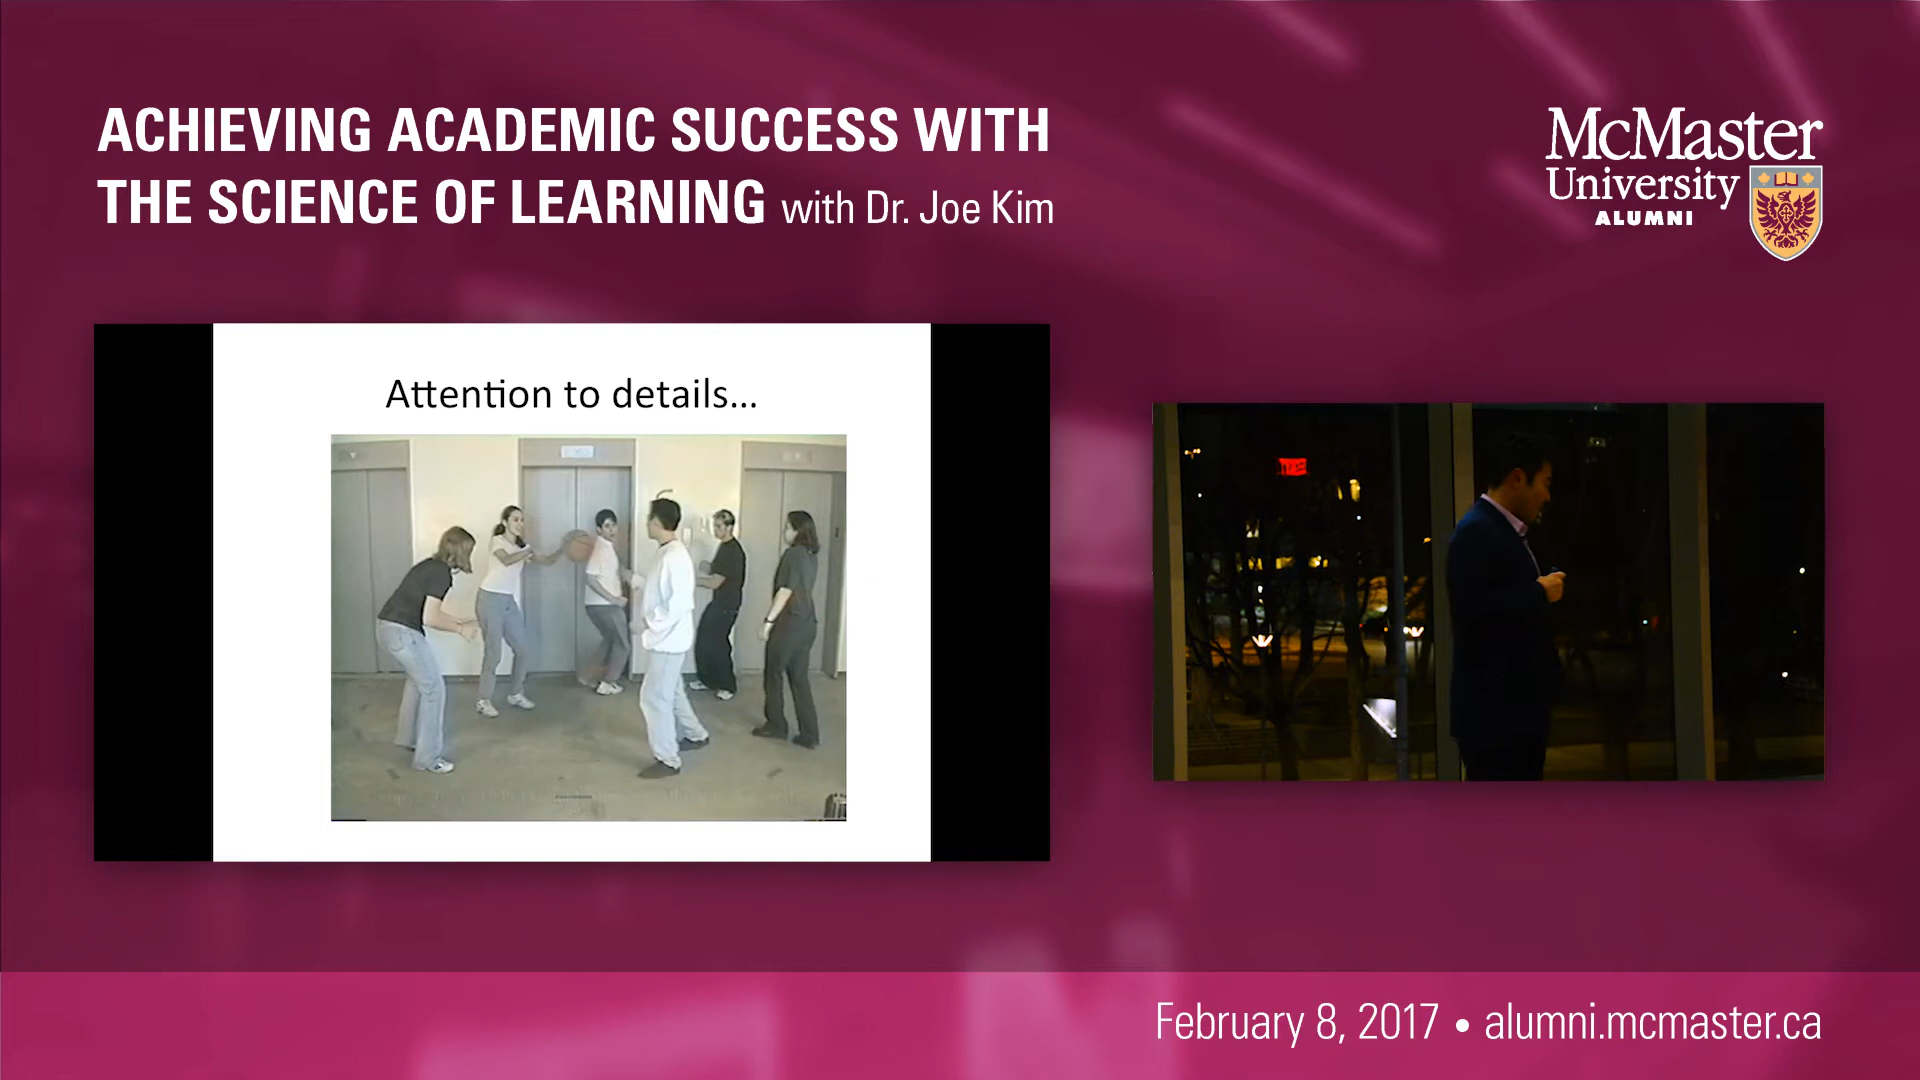 ACHIEVING ACADEMIC SUCCESS WITH
THE SCIENCE OF LEARNING with Dr. Joe Kim
McMaster
University
ALUMNI
Attention to details...
February 8, 2017 • alumni.mcmaster.ca